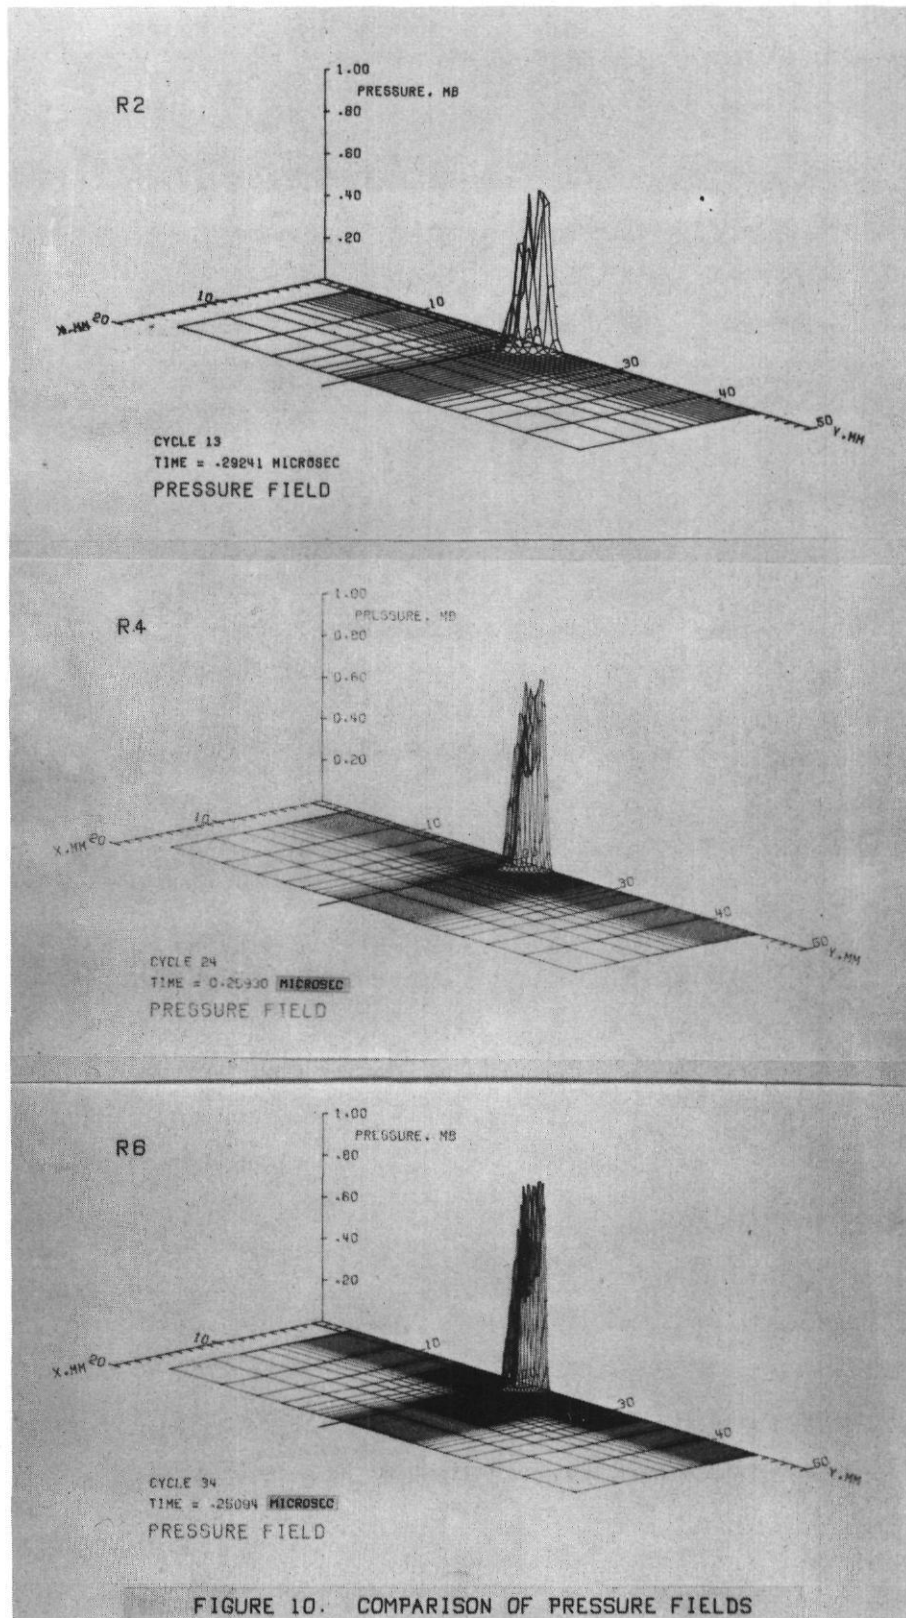 R2
1.00
PRESSURE. MB
.80
.60
.40
.20
10
X.MM 20
10
20
30
40
50 Y.MM
CYCLE 13
TIME = .29241 MICROSEC
PRESSURE FIELD
R4
1.00
PRESSURE. MB
0.80
0.60
0.40
0.20
10
X.MM 20
10
30
40
Y.MM
CYCLE 24
MICROSEC
PRESSURE FIELD
R6
1.00
PRESSURE. MB
.80
.60
.40
.20
10
X.MM 20
10
30
40
Y.MM
CYCLE 34
MICROSEC
PRESSURE FIELD
FIGURE 10. COMPARISON OF PRESSURE FIELDS